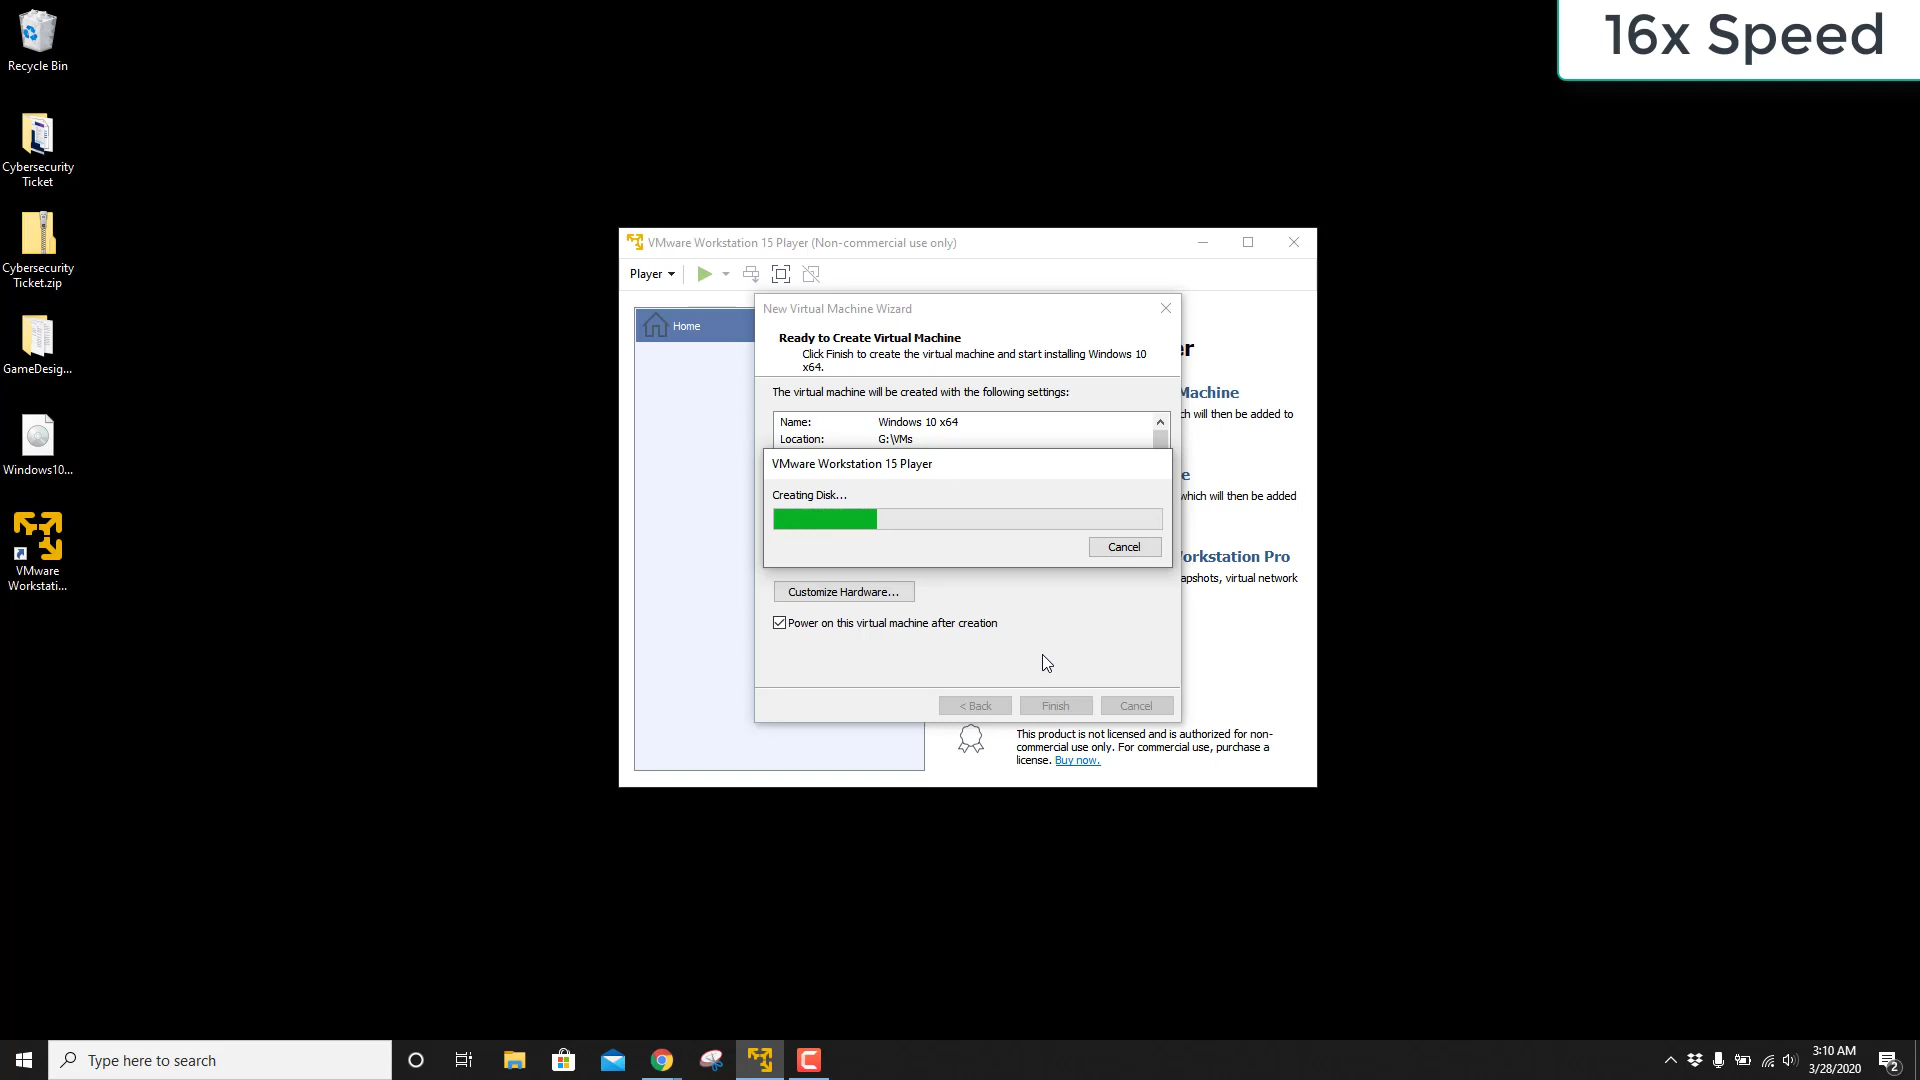 16x Speed
Recycle Bin
Cybersecurity
Ticket
Cybersecurity
Ticket.zip
GameDesig...
Windows10...
VMware
Workstati...
VMware Workstation 15 Player (Non-commercial use only)
Player
Home
New Virtual Machine Wizard
Ready to Create Virtual Machine
Click Finish to create the virtual machine and start installing Windows 10
x64.
The virtual machine will be created with the following settings:
Name: Windows 10 x64
Location: G:\VMs
VMware Workstation 15 Player
Creating Disk...
Cancel
Customize Hardware...
Power on this virtual machine after creation
< Back Finish Cancel
er
Machine
ch will then be added to
e
which will then be added
orkstation Pro
apshots, virtual network
This product is not licensed and is authorized for non-
commercial use only. For commercial use, purchase a
license. Buy now.
Type here to search
3:10 AM
3/28/2020
2